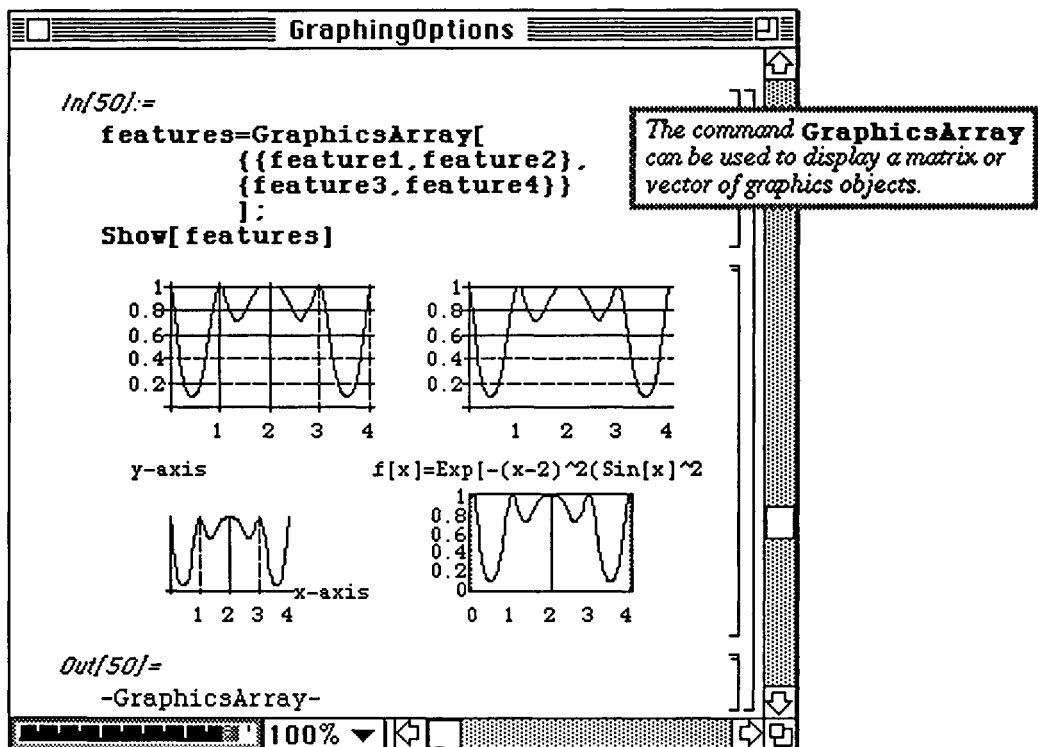 GraphingOptions
In[50]:=
features=GraphicsArray[
{{feature1,feature2},
{feature3,feature4}}
];
Show[features]
The command GraphicsArray
can be used to display a matrix or
vector of graphics objects.
1
0.8
0.6
0.4
0.2
1 2 3 4
1
0.8
0.6
0.4
0.2
1 2 3 4
y-axis
x-axis
1 2 3 4
f[x]=Exp[-(x-2)^2(Sin[x]^2
1
0.8
0.6
0.4
0.2
0
0 1 2 3 4
Out[50]=
-GraphicsArray-
100%